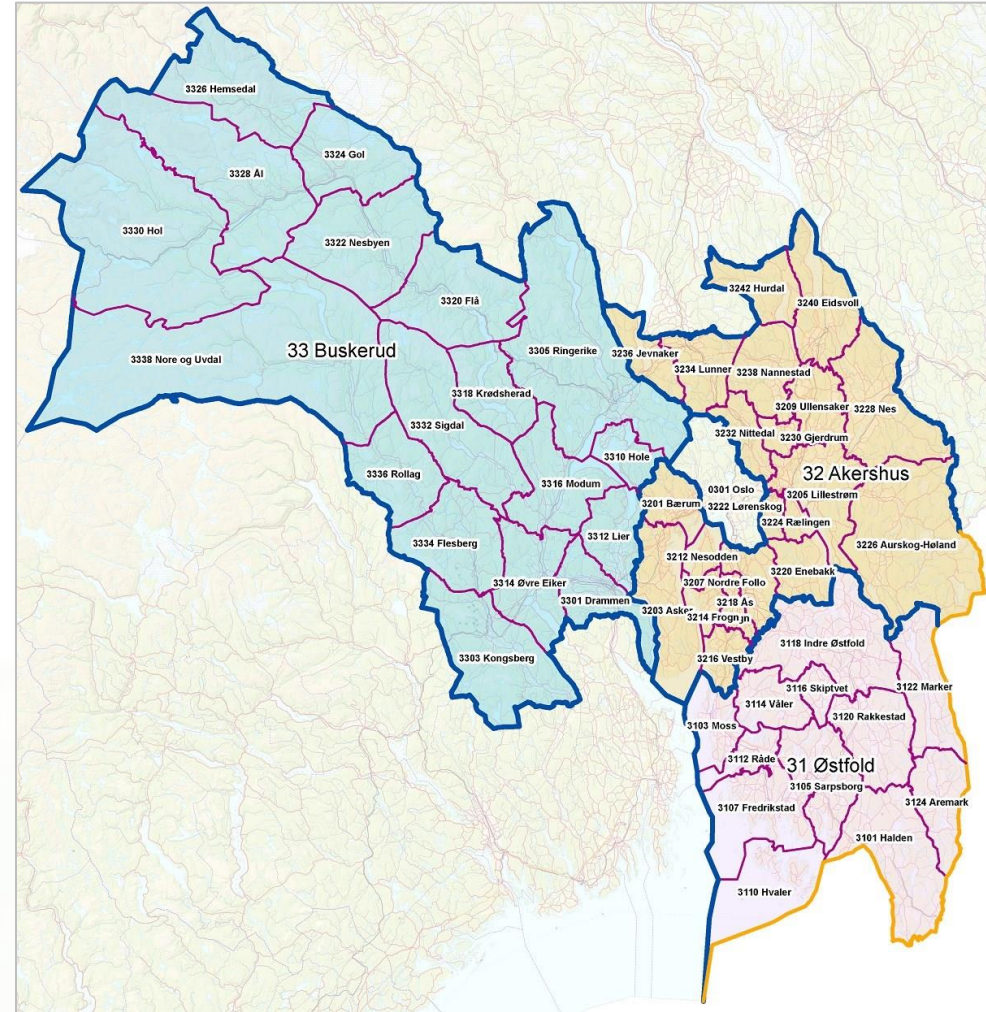 3326 Hemsedal
3324 Gol
3328 Ål
3330 Hol
3322 Nesbyen
3242 Hurdal
3320 Flå
3240 Eidsvoll
33 Buskerud
3305 Ringerike
3236 Jevnaker
3338 Nore og Uvdal
3234 Lunner
3238 Nannestad
3318 Krødsherad
3209 Ullensaker
3228 Nes
3332 Sigdal
3232 Nittedal
3230 Gjerdrum
3310 Hole
3336 Rollag
32 Akershus
3316 Modum
0301 Oslo
3205 Lillestrøm
3201 Bærum
3222 Lørenskog
3224 Rælingen
3312 Lier
3334 Flesberg
3226 Aurskog-Høland
3212 Nesodden
3220 Enebakk
3314 Øvre Eiker
3207 Nordre Follo
3301 Drammen
3218 Ås
3203 Asker
3214 Frogn
3118 Indre Østfold
3303 Kongsberg
3216 Vestby
3122 Marker
3116 Skiptvet
3114 Våler
3120 Rakkestad
3103 Moss
3112 Råde
31 Østfold
3105 Sarpsborg
3107 Fredrikstad
3124 Aremark
3101 Halden
3110 Hvaler